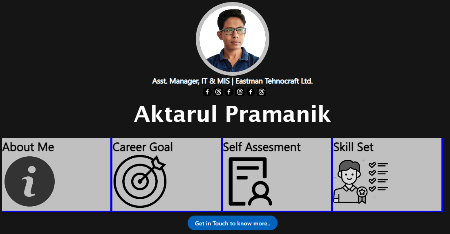 Asst. Manager, IT & MIS | Eastman Tehnocraft Ltd.
Aktarul Pramanik
About Me
Career Goal
Self Assesment
Skill Set
Get in Touch to know more..